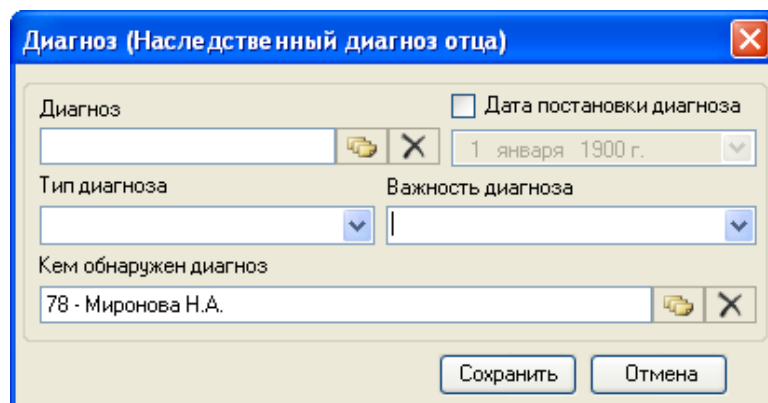 Диагноз (Наследственный диагноз отца)
Диагноз
Дата постановки диагноза
1 января 1900 г.
Тип диагноза
Важность диагноза
Кем обнаружен диагноз
78 - Миронова Н.А.
Сохранить
Отмена